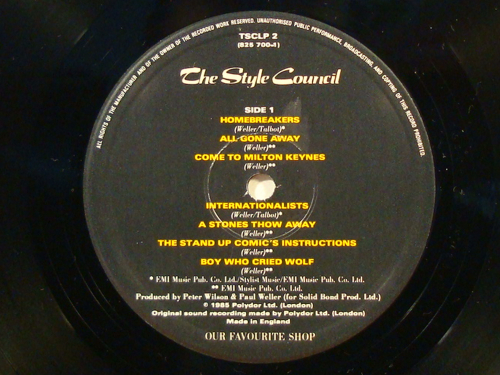 ALL RIGHTS OF THE MANUFACTURER AND OF THE OWNER OF THE RECORDED WORK RESERVED. UNAUTHORISED PUBLIC PERFORMANCE, BROADCASTING, AND COPYING OF THIS RECORD PROHIBITED.
TSCLP 2
(825 700-1)
The Style Council
SIDE 1
HOMEBREAKERS
(Weller/Talbot)*
ALL GONE AWAY
(Weller)**
COME TO MILTON KEYNES
(Weller)**
INTERNATIONALISTS
(Weller/Talbot)*
A STONES THOW AWAY
(Weller)**
THE STAND UP COMIC'S INSTRUCTIONS
(Weller)**
BOY WHO CRIED WOLF
(Weller)**
* EMI Music Pub. Co. Ltd./Stylist Music/EMI Music Pub. Co. Ltd.
** EMI Music Pub. Co. Ltd.
Produced by Peter Wilson & Paul Weller (for Solid Bond Prod. Ltd.)
℗ 1985 Polydor Ltd. (London)
Original sound recording made by Polydor Ltd. (London)
Made in England
OUR FAVOURITE SHOP